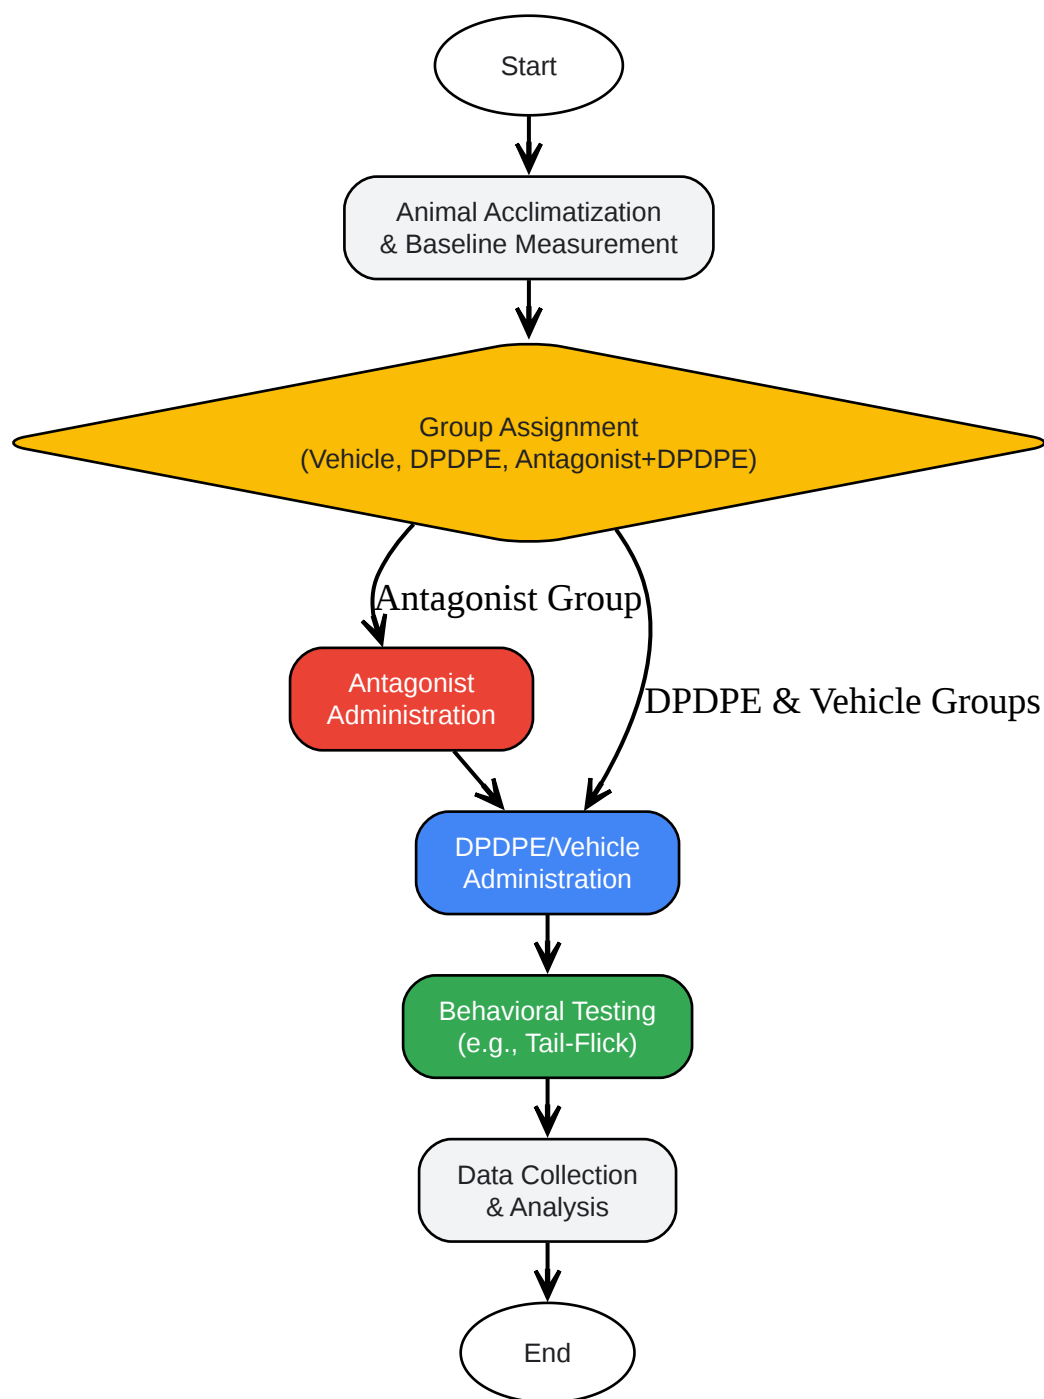 Start
Animal Acclimatization
& Baseline Measurement
Group Assignment
(Vehicle, DPDPE, Antagonist+DPDPE)
Antagonist Group
Antagonist
Administration
DPDPE & Vehicle Groups
DPDPE/Vehicle
Administration
Behavioral Testing
(e.g., Tail-Flick)
Data Collection
& Analysis
End